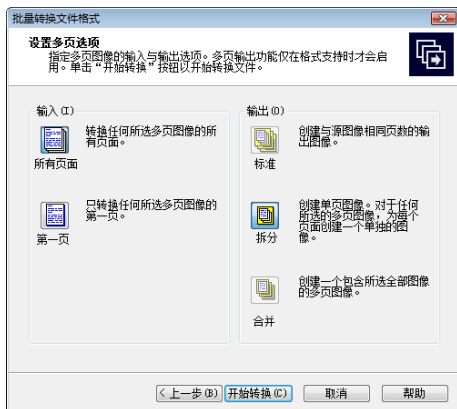 批量转换文件格式
设置多页选项
指定多页图像的输入与输出选项。多页输出功能仅在格式支持时才会启
用。单击“开始转换”按钮以开始转换文件。
输入(I)
转换任何所选多页图像的所
有页面。
所有页面
只转换任何所选多页图像的
第一页。
第一页
输出(O)
创建与源图像相同页数的输
出图像。
标准
创建单页图像。对于任何
所选的多页图像，为每个
页面创建一个单独的图
像。
拆分
创建一个包含所选全部图像
的多页图像。
合并
<上一步(B)
开始转换(C)
取消
帮助